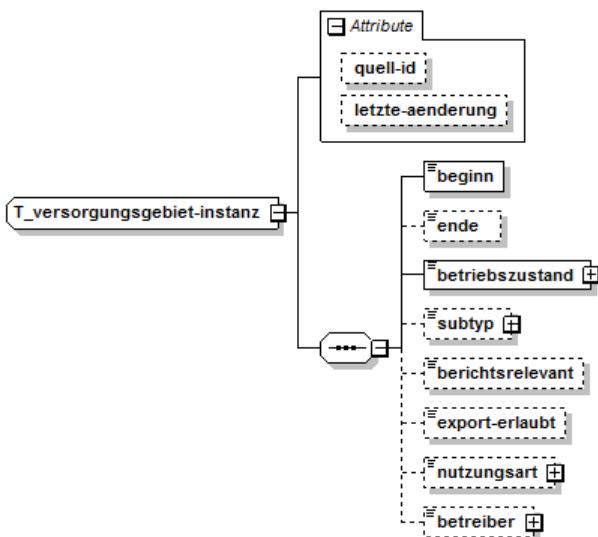 Attribute
quell-id
letzte-aenderung
T_versorgungsgebiet-instanz
beginn
ende
betriebszustand
subtyp
berichtsrelevant
export-erlaubt
nutzungsart
betreiber